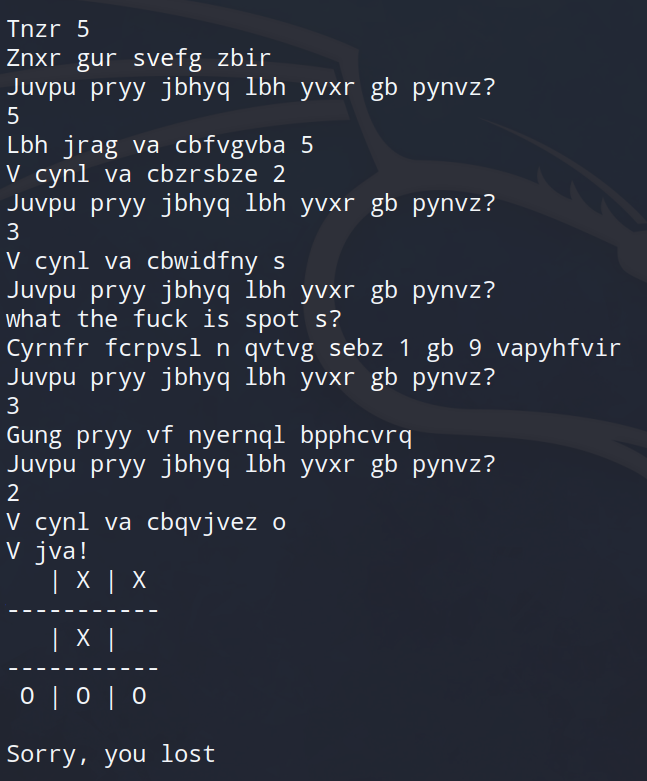 Tnzr 5
Znxr gur svefg zbir
Juvpu pryy jbhyq lbh yvxr gb pynvz?
5
Lbh jrag va cbfvgvba 5
V cynl va cbzrsbze 2
Juvpu pryy jbhyq lbh yvxr gb pynvz?
3
V cynl va cbwidfny s
Juvpu pryy jbhyq lbh yvxr gb pynvz?
what the fuck is spot s?
Cyrnfr fcrpvsl n qvtvg sebz 1 gb 9 vapyhfvir
Juvpu pryy jbhyq lbh yvxr gb pynvz?
3
Gung pryy vf nyernql bpphcvrq
Juvpu pryy jbhyq lbh yvxr gb pynvz?
2
V cynl va cbqvjvez o
V jva!
   | X | X
-----------
   | X |
-----------
 O | O | O
Sorry, you lost